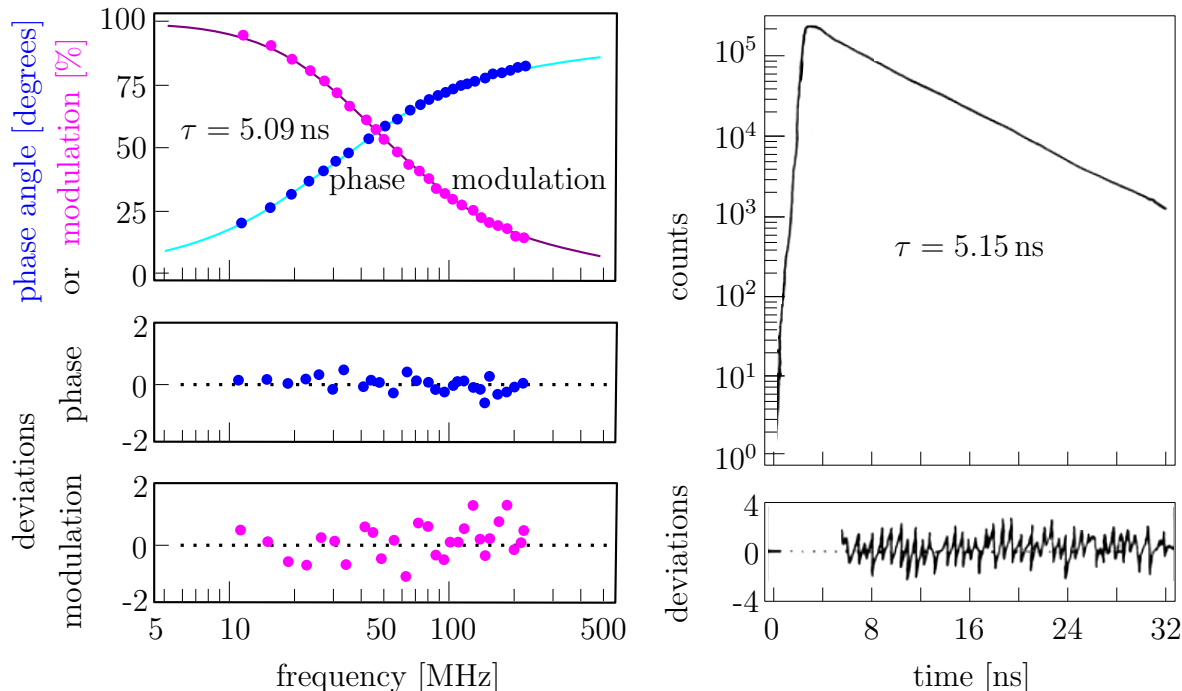 phase angle [degrees]
or modulation [%]
100
75
50
25
0
τ = 5.09 ns
phase
modulation
deviations
phase
2
0
-2
modulation
2
0
-2
5
10
50
100
500
frequency [MHz]
counts
10^5
10^4
10^3
10^2
10^1
10^0
τ = 5.15 ns
deviations
4
0
-4
0
8
16
24
32
time [ns]